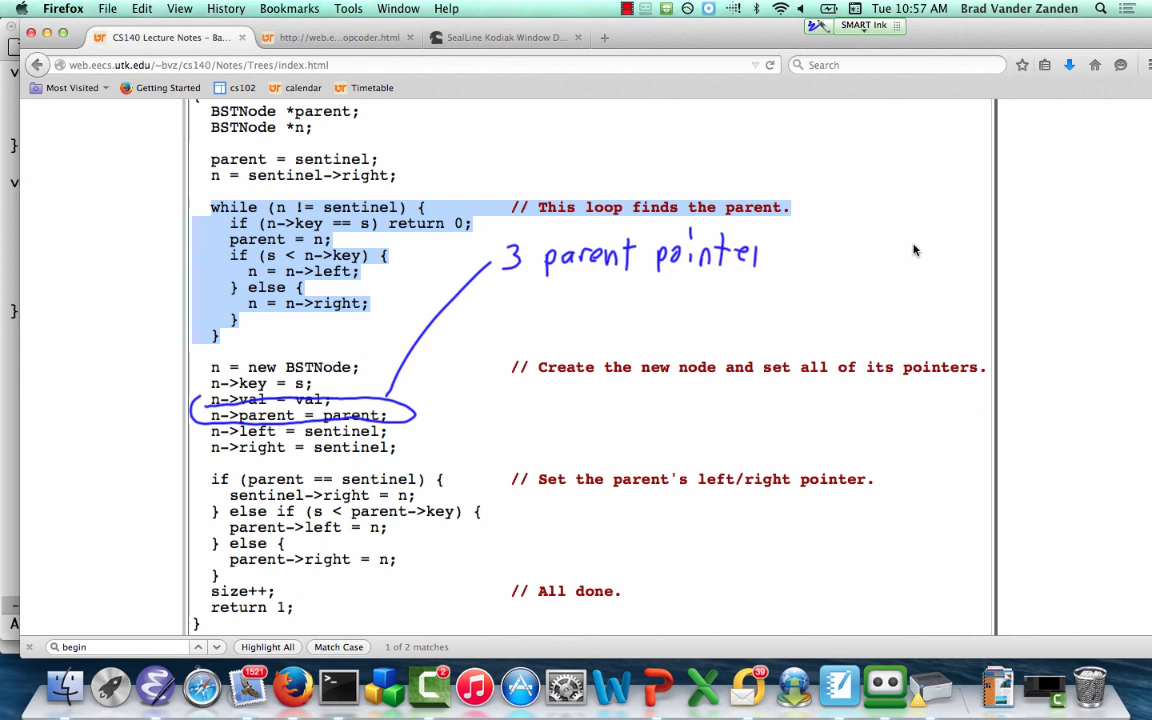 Firefox File Edit View History Bookmarks Tools Window Help Tue 10:57 AM Brad Vander Zanden
SMART Ink
CS140 Lecture Notes – Ba... http://web.e...opcoder.html SealLine Kodiak Window D...
web.eecs.utk.edu/~bvz/cs140/Notes/Trees/index.html Search
Most Visited Getting Started cs102 calendar Timetable
{
BSTNode *parent;
BSTNode *n;
parent = sentinel;
n = sentinel->right;
while (n != sentinel) { // This loop finds the parent.
if (n->key == s) return 0;
parent = n;
if (s < n->key) {
3 parent pointer
n = n->left;
} else {
n = n->right;
}
}
n = new BSTNode; // Create the new node and set all of its pointers.
n->key = s;
n->val = val;
n->parent = parent;
n->left = sentinel;
n->right = sentinel;
if (parent == sentinel) { // Set the parent's left/right pointer.
sentinel->right = n;
} else if (s < parent->key) {
parent->left = n;
} else {
parent->right = n;
}
size++; // All done.
return 1;
}
begin Highlight All Match Case 1 of 2 matches
1521 2 39